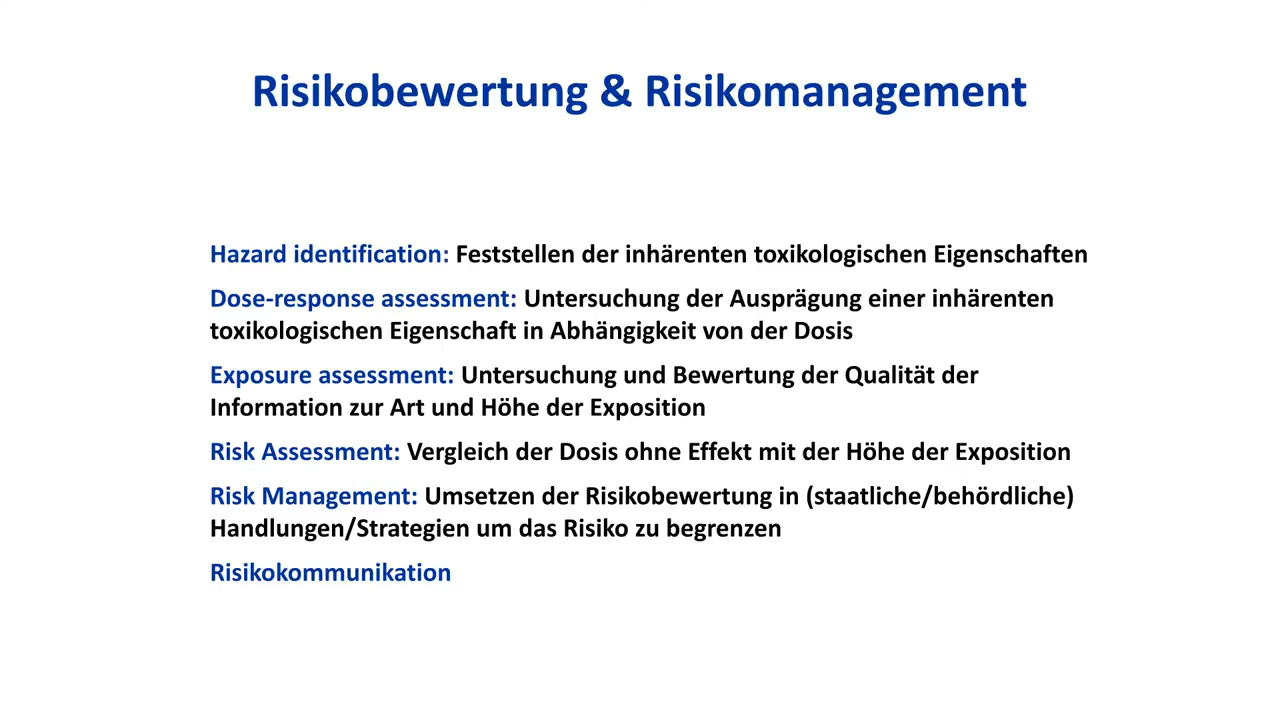 Risikobewertung & Risikomanagement
Hazard identification: Feststellen der inhärenten toxikologischen Eigenschaften
Dose-response assessment: Untersuchung der Ausprägung einer inhärenten
toxikologischen Eigenschaft in Abhängigkeit von der Dosis
Exposure assessment: Untersuchung und Bewertung der Qualität der
Information zur Art und Höhe der Exposition
Risk Assessment: Vergleich der Dosis ohne Effekt mit der Höhe der Exposition
Risk Management: Umsetzen der Risikobewertung in (staatliche/behördliche)
Handlungen/Strategien um das Risiko zu begrenzen
Risikokommunikation